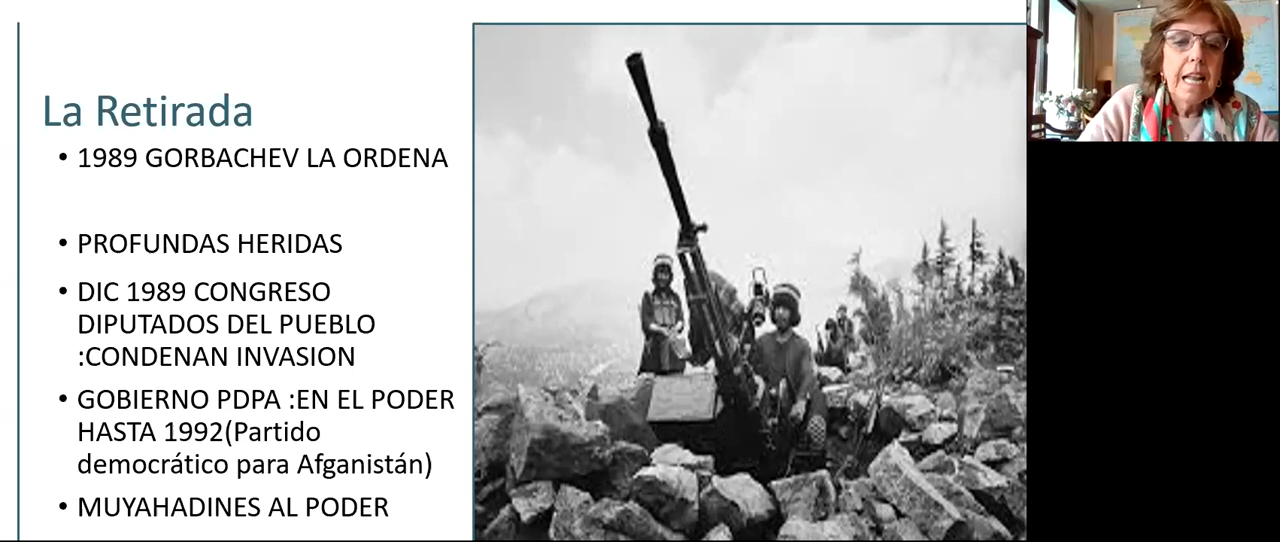 La Retirada
• 1989 GORBACHEV LA ORDENA
• PROFUNDAS HERIDAS
• DIC 1989 CONGRESO
DIPUTADOS DEL PUEBLO
:CONDENAN INVASION
• GOBIERNO PDPA :EN EL PODER
HASTA 1992(Partido
democrático para Afganistán)
• MUYAHADINES AL PODER